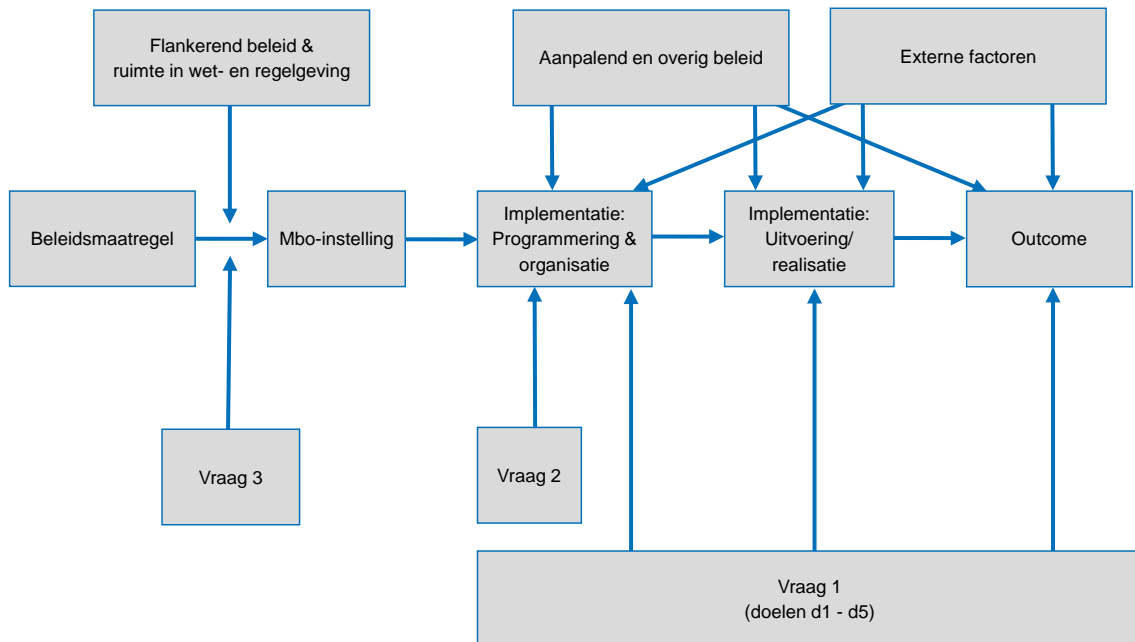 Flankerend beleid &
ruimte in wet- en regelgeving
Aanpalend en overig beleid
Externe factoren
Beleidsmaatregel
Mbo-instelling
Implementatie:
Programmering &
organisatie
Implementatie:
Uitvoering/
realisatie
Outcome
Vraag 3
Vraag 2
Vraag 1
(doelen d1 - d5)